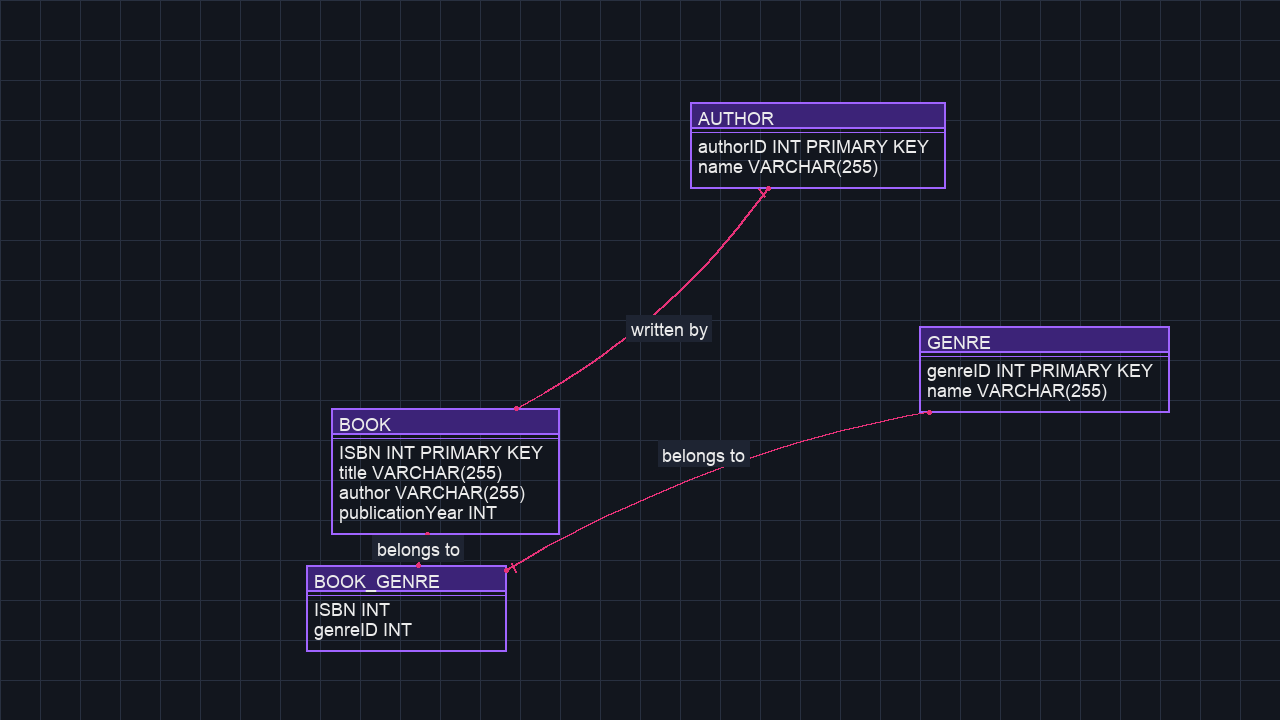 AUTHOR
authorID INT PRIMARY KEY
name VARCHAR(255)
written by
GENRE
genreID INT PRIMARY KEY
name VARCHAR(255)
BOOK
ISBN INT PRIMARY KEY
title VARCHAR(255)
author VARCHAR(255)
publicationYear INT
belongs to
belongs to
BOOK_GENRE
ISBN INT
genreID INT